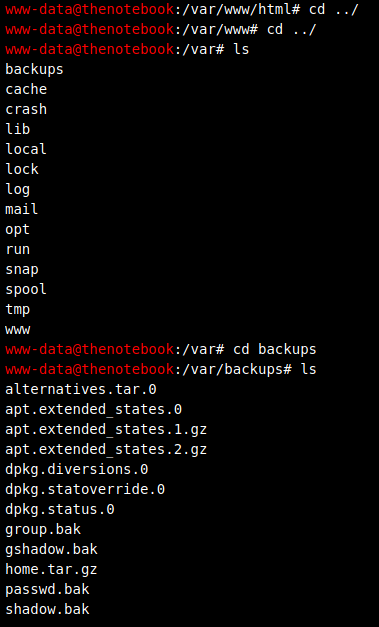 www-data@thenotebook:/var/www/html# cd ../
www-data@thenotebook:/var/www# cd ../
www-data@thenotebook:/var# ls
backups
cache
crash
lib
local
lock
log
mail
opt
run
snap
spool
tmp
www
www-data@thenotebook:/var# cd backups
www-data@thenotebook:/var/backups# ls
alternatives.tar.0
apt.extended_states.0
apt.extended_states.1.gz
apt.extended_states.2.gz
dpkg.diversions.0
dpkg.statoverride.0
dpkg.status.0
group.bak
gshadow.bak
home.tar.gz
passwd.bak
shadow.bak